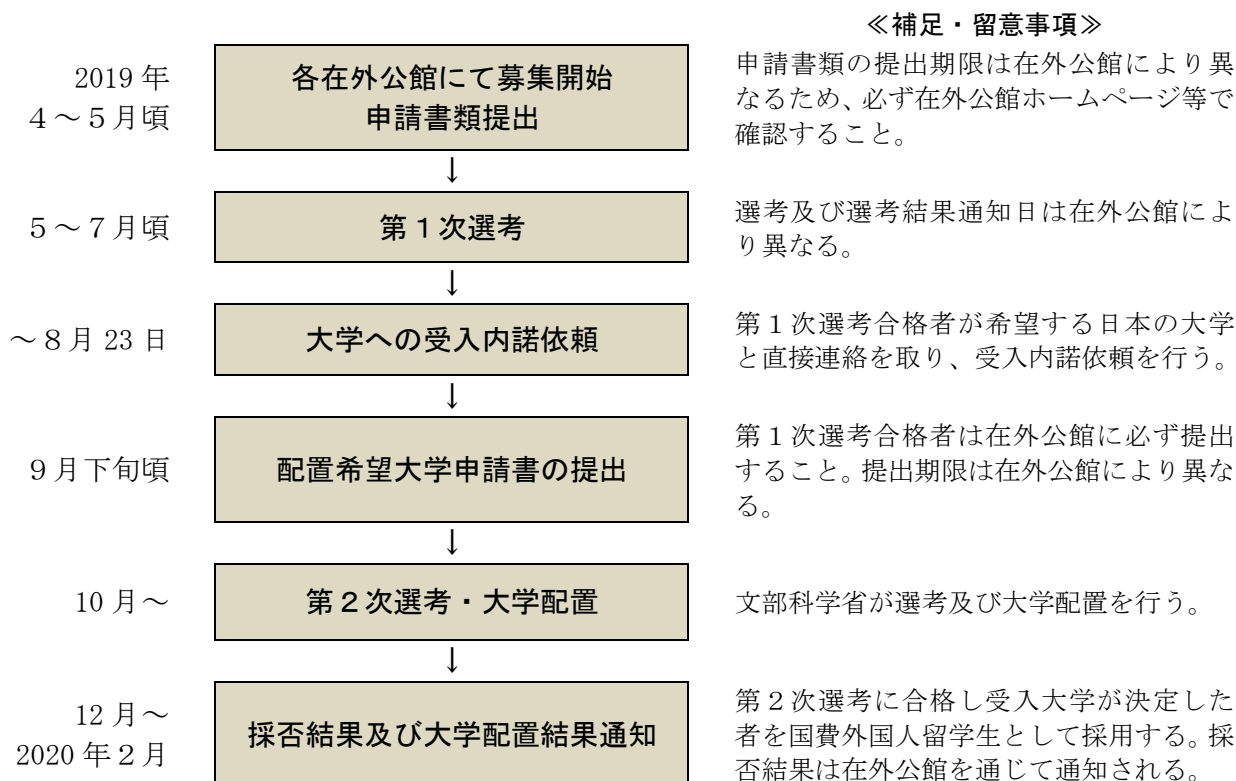 ≪補足・留意事項≫
2019 年
４～５月頃
各在外公館にて募集開始
申請書類提出
申請書類の提出期限は在外公館により異
なるため、必ず在外公館ホームページ等で
確認すること。
↓
５～７月頃
第１次選考
選考及び選考結果通知日は在外公館によ
り異なる。
↓
～８月 23 日
大学への受入内諾依頼
第１次選考合格者が希望する日本の大学
と直接連絡を取り、受入内諾依頼を行う。
↓
９月下旬頃
配置希望大学申請書の提出
第１次選考合格者は在外公館に必ず提出
すること。提出期限は在外公館により異な
る。
↓
10 月～
第２次選考・大学配置
文部科学省が選考及び大学配置を行う。
↓
12 月～
2020 年２月
採否結果及び大学配置結果通知
第２次選考に合格し受入大学が決定した
者を国費外国人留学生として採用する。採
否結果は在外公館を通じて通知される。